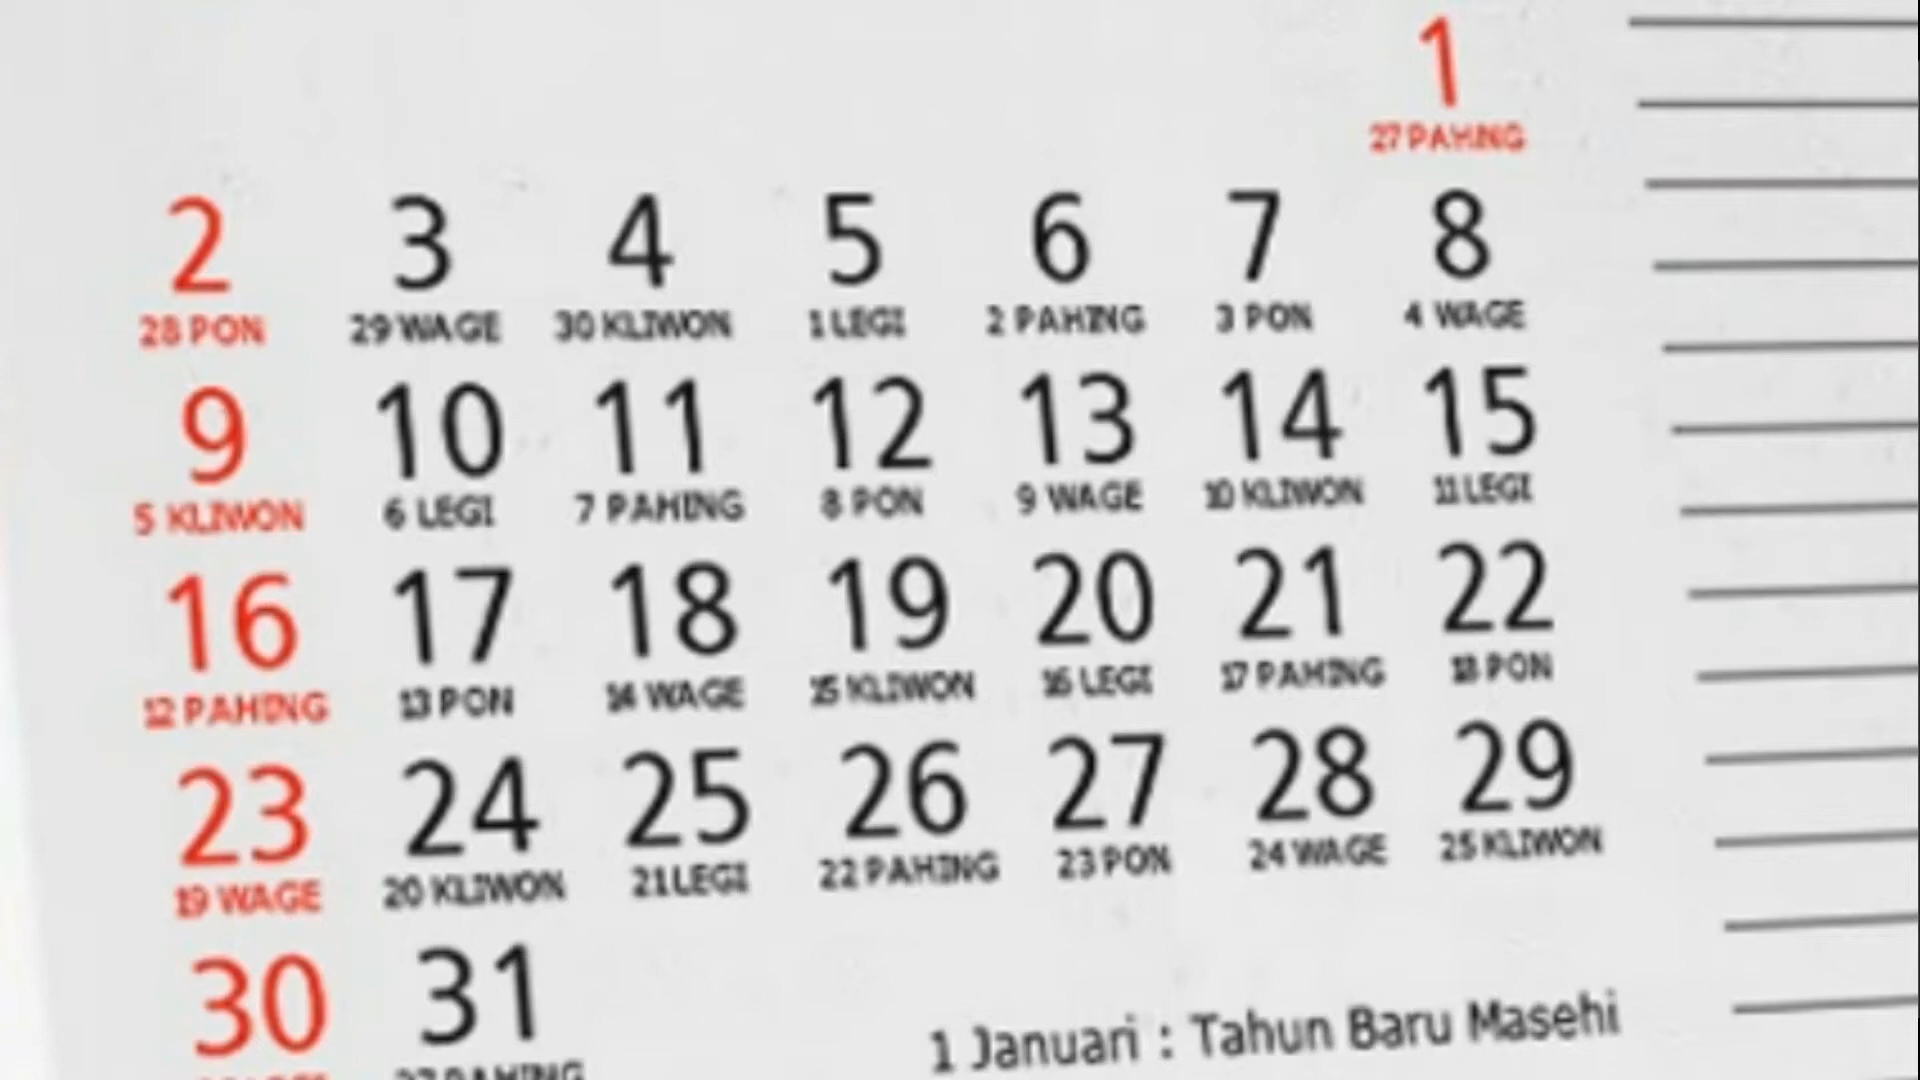 1
27 PAHING
2 3 4 5 6 7 8
28 PON 29 WAGE 30 KLIWON 1 LEGI 2 PAHING 3 PON 4 WAGE
9 10 11 12 13 14 15
5 KLIWON 6 LEGI 7 PAHING 8 PON 9 WAGE 10 KLIWON 11 LEGI
16 17 18 19 20 21 22
12 PAHING 13 PON 14 WAGE 15 KLIWON 16 LEGI 17 PAHING 18 PON
23 24 25 26 27 28 29
19 WAGE 20 KLIWON 21 LEGI 22 PAHING 23 PON 24 WAGE 25 KLIWON
30 31
27 PAHING
1 Januari : Tahun Baru Masehi